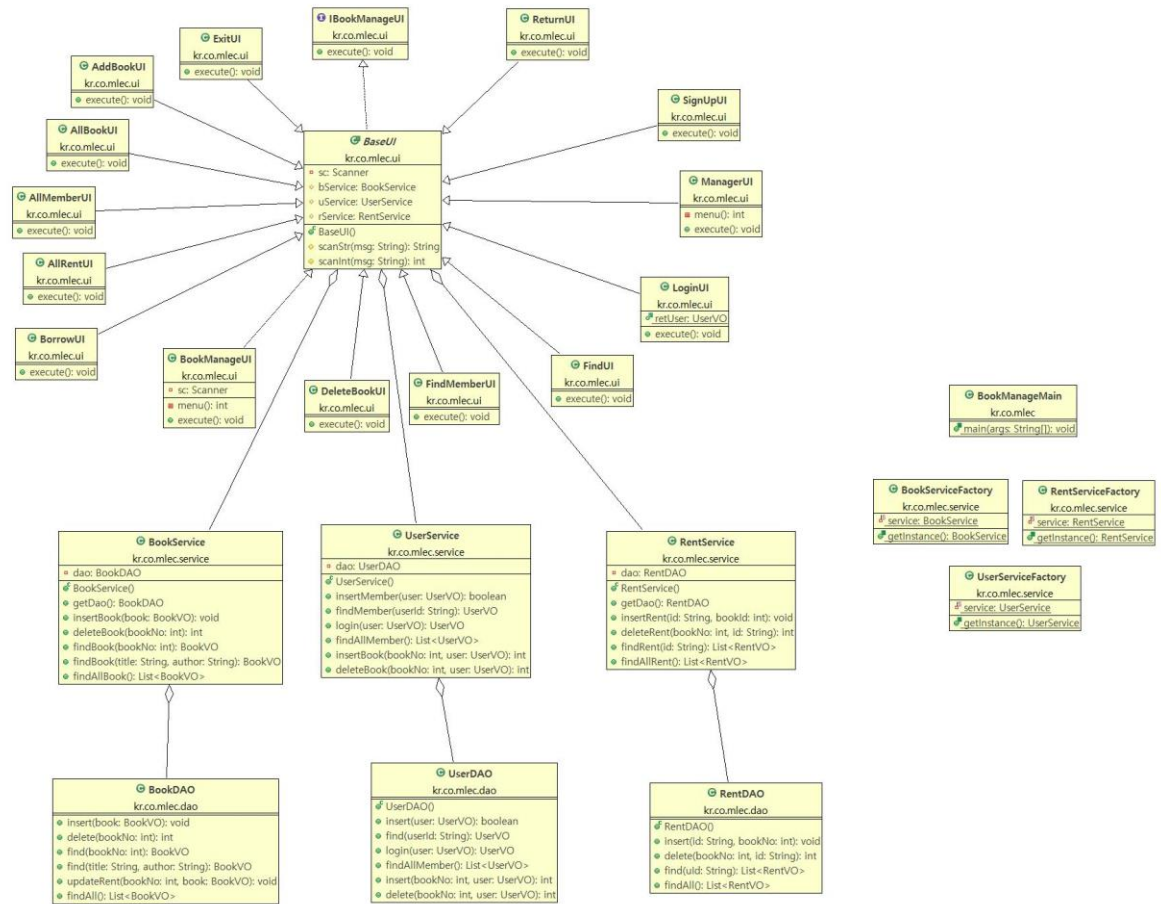 IBookManageUI
kr.co.mlec.ui
execute(): void
ReturnUI
kr.co.mlec.ui
execute(): void
ExitUI
kr.co.mlec.ui
execute(): void
AddBookUI
kr.co.mlec.ui
execute(): void
SignUpUI
kr.co.mlec.ui
execute(): void
AllBookUI
kr.co.mlec.ui
execute(): void
BaseUI
kr.co.mlec.ui
sc: Scanner
bService: BookService
uService: UserService
rService: RentService
BaseUI()
scanStr(msg: String): String
scanInt(msg: String): int
ManagerUI
kr.co.mlec.ui
menu(): int
execute(): void
AllMemberUI
kr.co.mlec.ui
execute(): void
AllRentUI
kr.co.mlec.ui
execute(): void
LoginUI
kr.co.mlec.ui
retUser: UserVO
execute(): void
BorrowUI
kr.co.mlec.ui
execute(): void
BookManageUI
kr.co.mlec.ui
sc: Scanner
menu(): int
execute(): void
DeleteBookUI
kr.co.mlec.ui
execute(): void
FindMemberUI
kr.co.mlec.ui
execute(): void
FindUI
kr.co.mlec.ui
execute(): void
BookManageMain
kr.co.mlec
main(args: String[]): void
BookServiceFactory
kr.co.mlec.service
service: BookService
getInstance(): BookService
RentServiceFactory
kr.co.mlec.service
service: RentService
getInstance(): RentService
UserServiceFactory
kr.co.mlec.service
service: UserService
getInstance(): UserService
BookService
kr.co.mlec.service
dao: BookDAO
BookService()
getDao(): BookDAO
insertBook(book: BookVO): void
deleteBook(bookNo: int): int
findBook(bookNo: int): BookVO
findBook(title: String, author: String): BookVO
findAllBook(): List<BookVO>
UserService
kr.co.mlec.service
dao: UserDAO
UserService()
insertMember(user: UserVO): boolean
findMember(userId: String): UserVO
login(user: UserVO): UserVO
findAllMember(): List<UserVO>
insertBook(bookNo: int, user: UserVO): int
deleteBook(bookNo: int, user: UserVO): int
RentService
kr.co.mlec.service
dao: RentDAO
RentService()
getDao(): RentDAO
insertRent(id: String, bookId: int): void
deleteRent(bookNo: int, id: String): int
findRent(id: String): List<RentVO>
findAllRent(): List<RentVO>
BookDAO
kr.co.mlec.dao
insert(book: BookVO): void
delete(bookNo: int): int
find(bookNo: int): BookVO
find(title: String, author: String): BookVO
updateRent(bookNo: int, book: BookVO): void
findAll(): List<BookVO>
UserDAO
kr.co.mlec.dao
UserDAO()
insert(user: UserVO): boolean
find(userId: String): UserVO
login(user: UserVO): UserVO
findAllMember(): List<UserVO>
insert(bookNo: int, user: UserVO): int
delete(bookNo: int, user: UserVO): int
RentDAO
kr.co.mlec.dao
RentDAO()
insert(id: String, bookNo: int): void
delete(bookNo: int, id: String): int
find(uId: String): List<RentVO>
findAll(): List<RentVO>